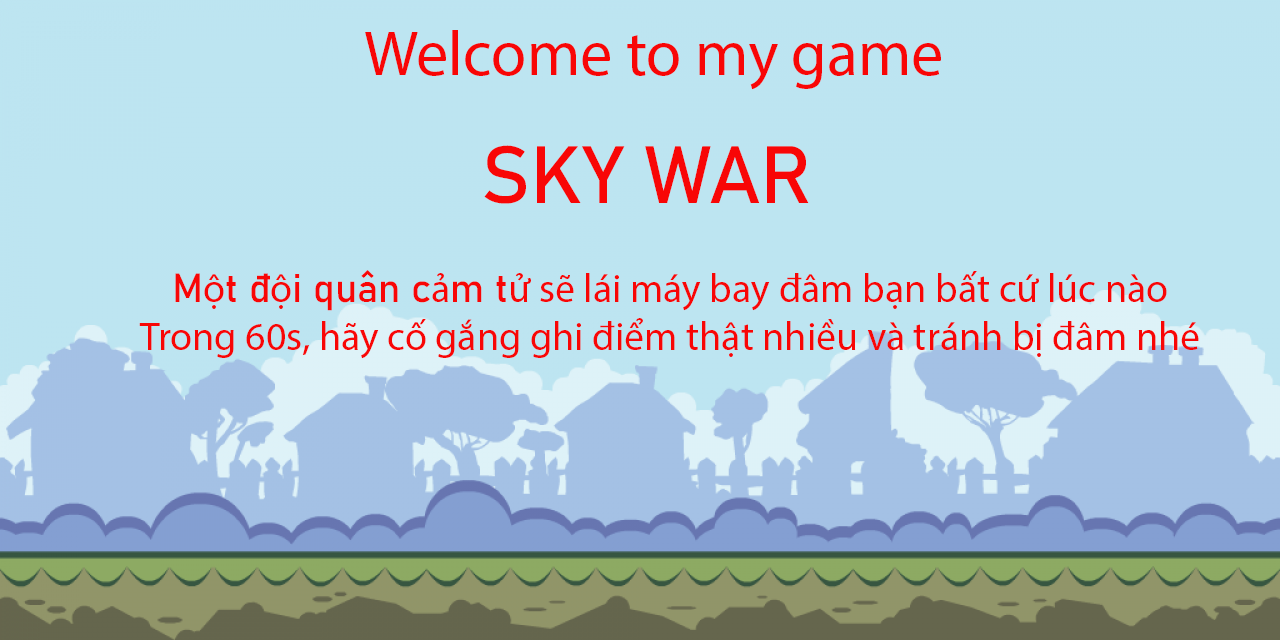 Welcome to my game
SKY WAR
Một đội quân cảm tử sẽ lái máy bay đâm bạn bất cứ lúc nào
Trong 60s, hãy cố gắng ghi điểm thật nhiều và tránh bị đâm nhé